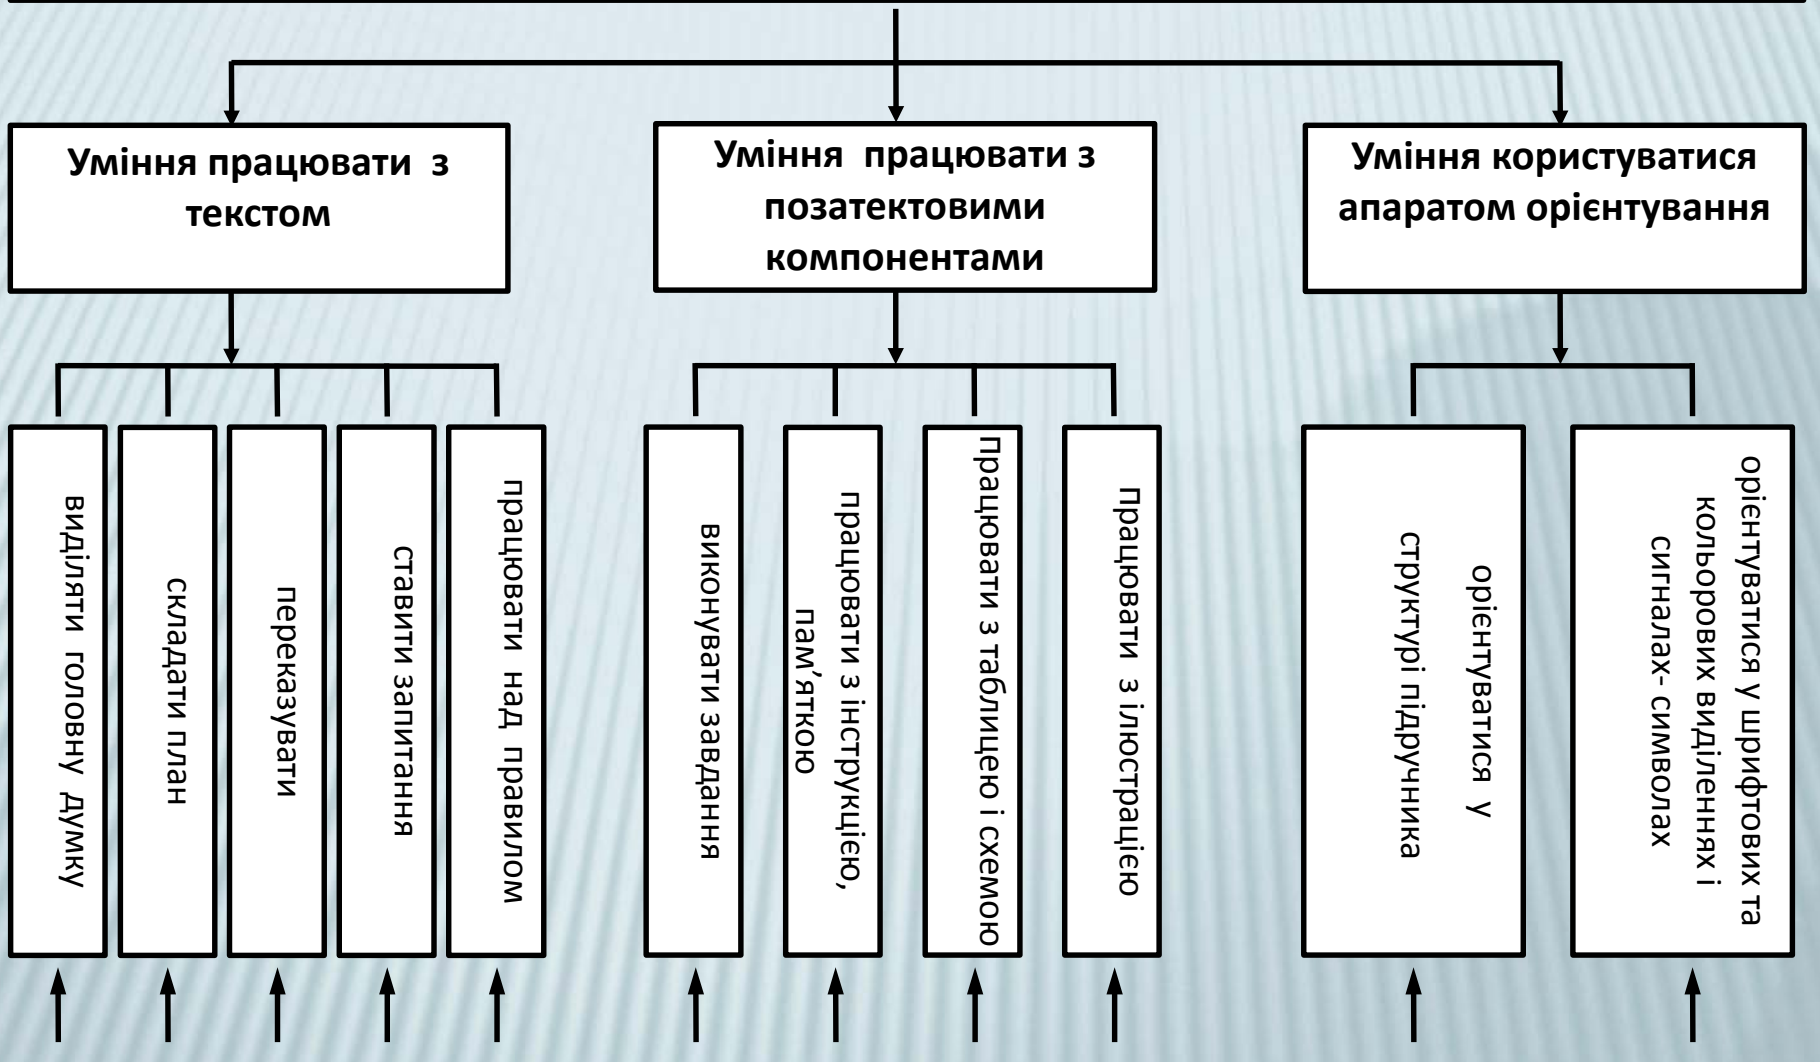 Уміння працювати з
текстом
Уміння працювати з
позатектовими
компонентами
Уміння користуватися
апаратом орієнтування
виділяти головну думку
складати план
переказувати
ставити запитання
працювати над правилом
виконувати завдання
працювати з інструкцією,
пам’яткою
Працювати з таблицею і схемою
Працювати з ілюстрацією
орієнтуватися у
структурі підручника
орієнтуватися у шрифтових та
кольорових виділеннях і
сигналах- символах